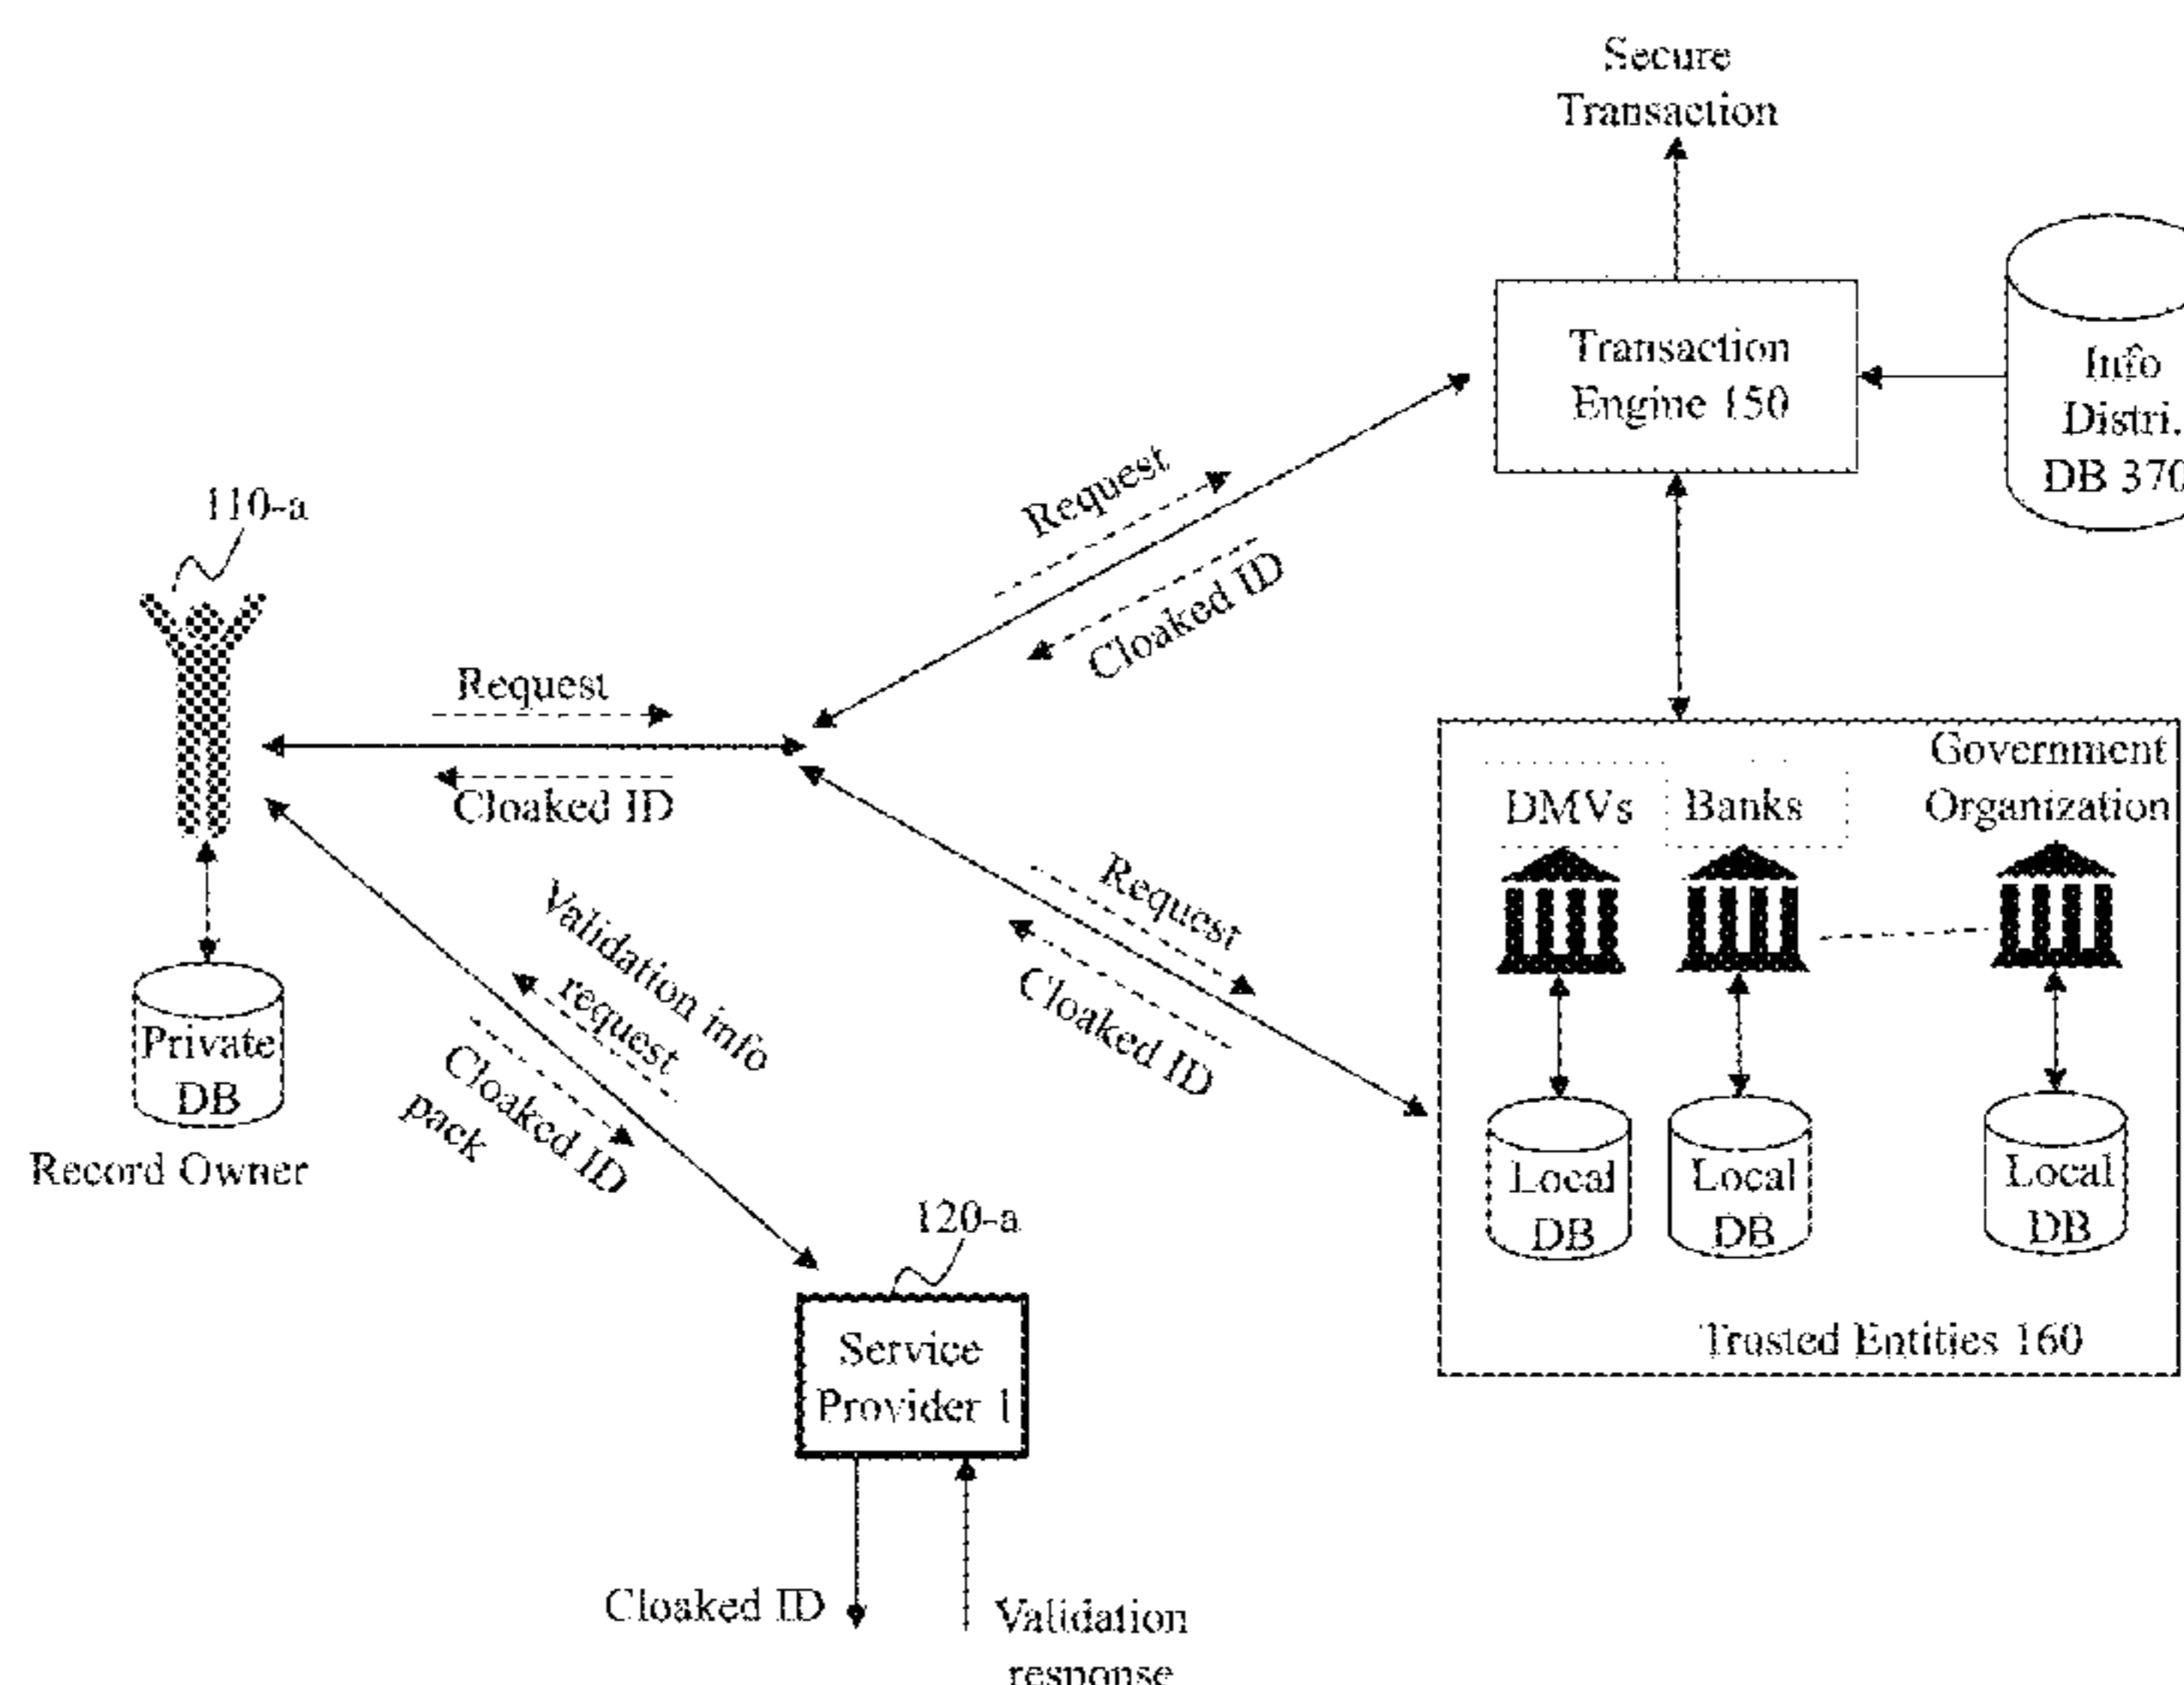 Secure
Transaction
Transaction
Engine 150
Info
Distri.
DB 370
110-a
Request
Cloaked ID
Request
Cloaked ID
Government
Organization
DMVs
Banks
Request
Cloaked ID
Validation info
request
Cloaked ID
pack
Private
DB
Record Owner
Local
DB
Local
DB
Local
DB
Trusted Entities 160
120-a
Service
Provider 1
Cloaked ID
Validation
response